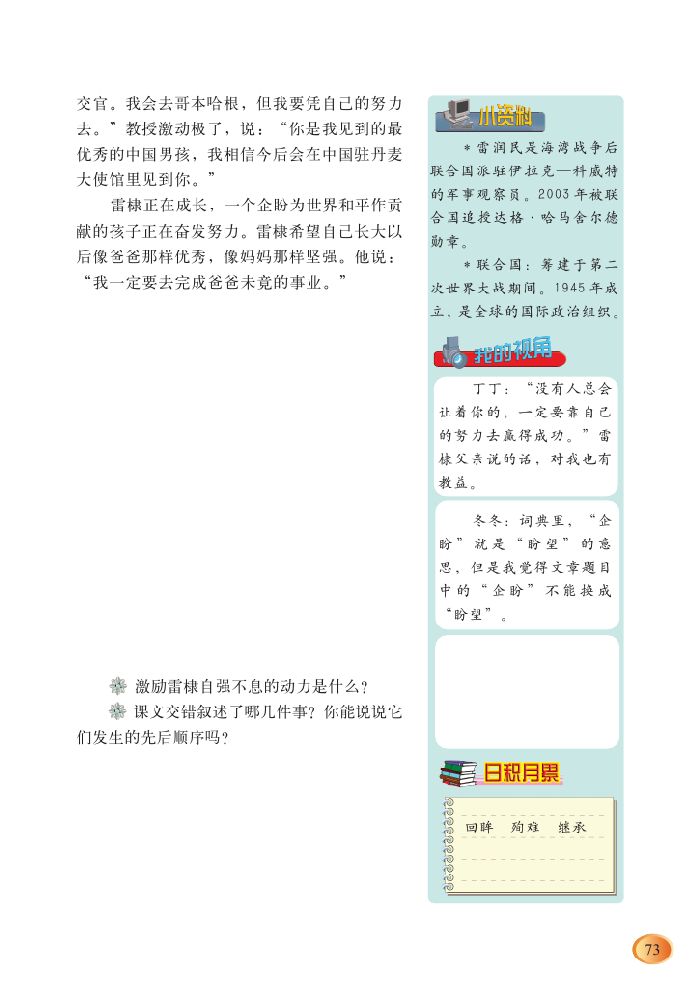 交官。我会去哥本哈根，但我要凭自己的努力
去。”教授激动极了，说：“你是我见到的最
优秀的中国男孩，我相信今后会在中国驻丹麦
大使馆里见到你。”
雷棣正在成长，一个企盼为世界和平作贡
献的孩子正在奋发努力。雷棣希望自己长大以
后像爸爸那样优秀，像妈妈那样坚强。他说：
“我一定要去完成爸爸未竟的事业。”
激励雷棣自强不息的动力是什么？
课文交错叙述了哪几件事？你能说说它
们发生的先后顺序吗？
小资料
*雷润民是海湾战争后
联合国派驻伊拉克—科威特
的军事观察员。2003年被联
合国追授达格·哈马舍尔德
勋章。
*联合国：筹建于第二
次世界大战期间。1945年成
立，是全球的国际政治组织。
我的视角
丁丁：“没有人总会
让着你的，一定要靠自己
的努力去赢得成功。”雷
棣父亲说的话，对我也有
教益。
冬冬：词典里，“企
盼”就是“盼望”的意
思，但是我觉得文章题目
中的“企盼”不能换成
“盼望”。
日积月累
回眸 殉难 继承
73